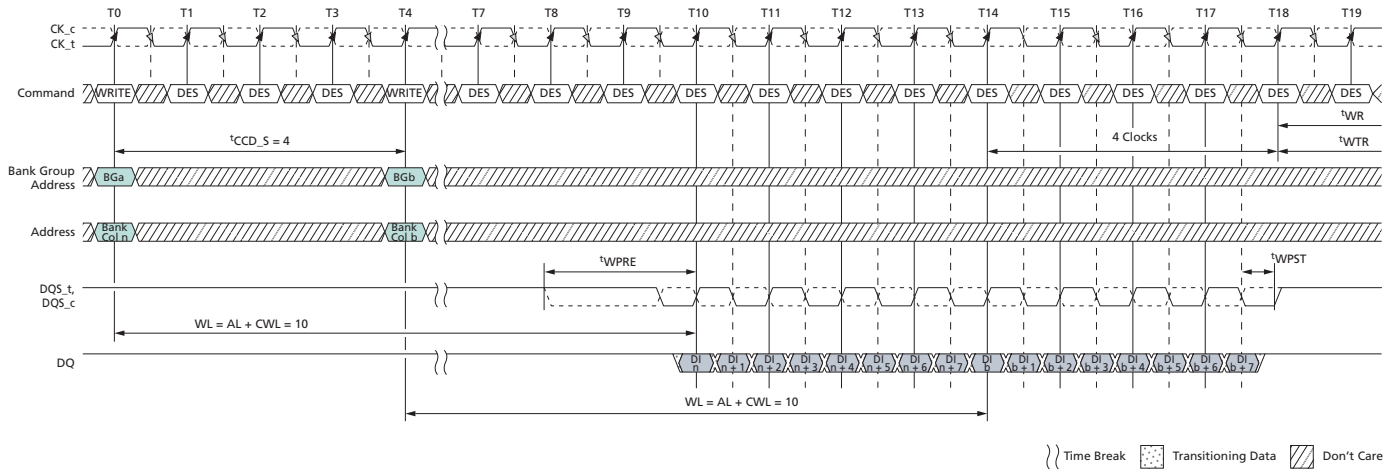 T0 T1 T2 T3 T4 T7 T8 T9 T10 T11 T12 T13 T14 T15 T16 T17 T18 T19
CK_c
CK_t
Command WRITE DES DES DES WRITE DES DES DES DES DES DES DES DES DES DES DES DES DES
tWR
tCCD_S = 4 4 Clocks tWTR
Bank Group
Address BGa BGb
Address Bank
Col n Bank
Col b
tWPRE tWPST
DQS_t,
DQS_c
WL = AL + CWL = 10
DQ DI
n DI
n + 1 DI
n + 2 DI
n + 3 DI
n + 4 DI
n + 5 DI
n + 6 DI
n + 7 DI
b DI
b + 1 DI
b + 2 DI
b + 3 DI
b + 4 DI
b + 5 DI
b + 6 DI
b + 7
WL = AL + CWL = 10
Time Break Transitioning Data Don't Care